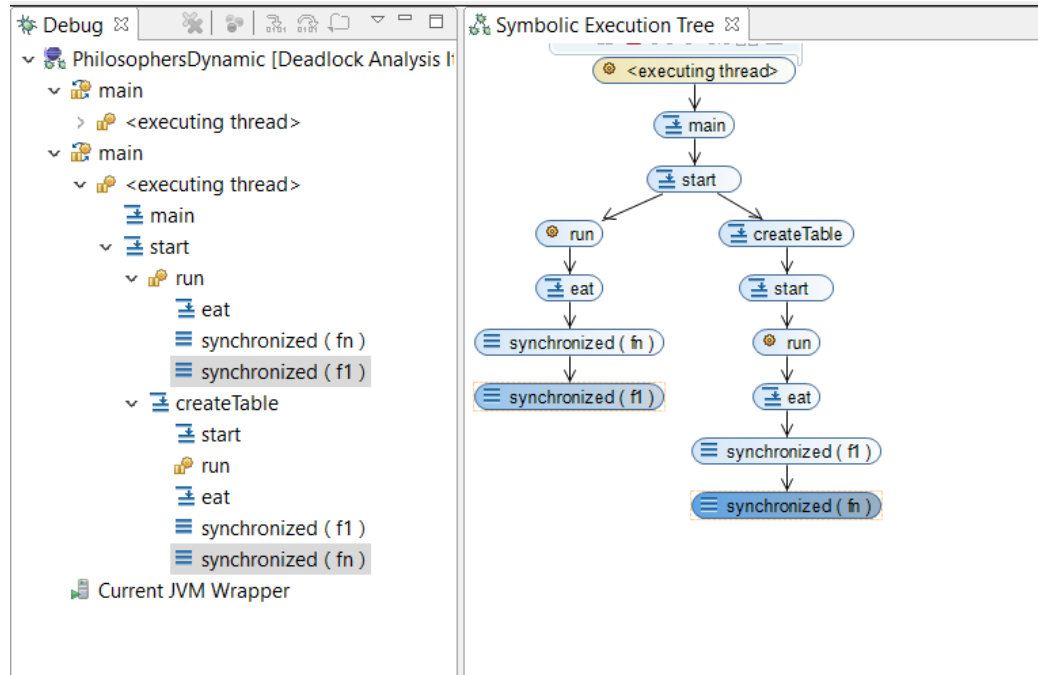 Debug
PhilosophersDynamic [Deadlock Analysis I
main
<executing thread>
main
<executing thread>
main
start
run
eat
synchronized ( fn )
synchronized ( f1 )
createTable
start
run
eat
synchronized ( f1 )
synchronized ( fn )
Current JVM Wrapper
Symbolic Execution Tree
<executing thread>
main
start
run
createTable
eat
start
synchronized ( fn )
run
synchronized ( f1 )
eat
synchronized ( f1 )
synchronized ( fn )